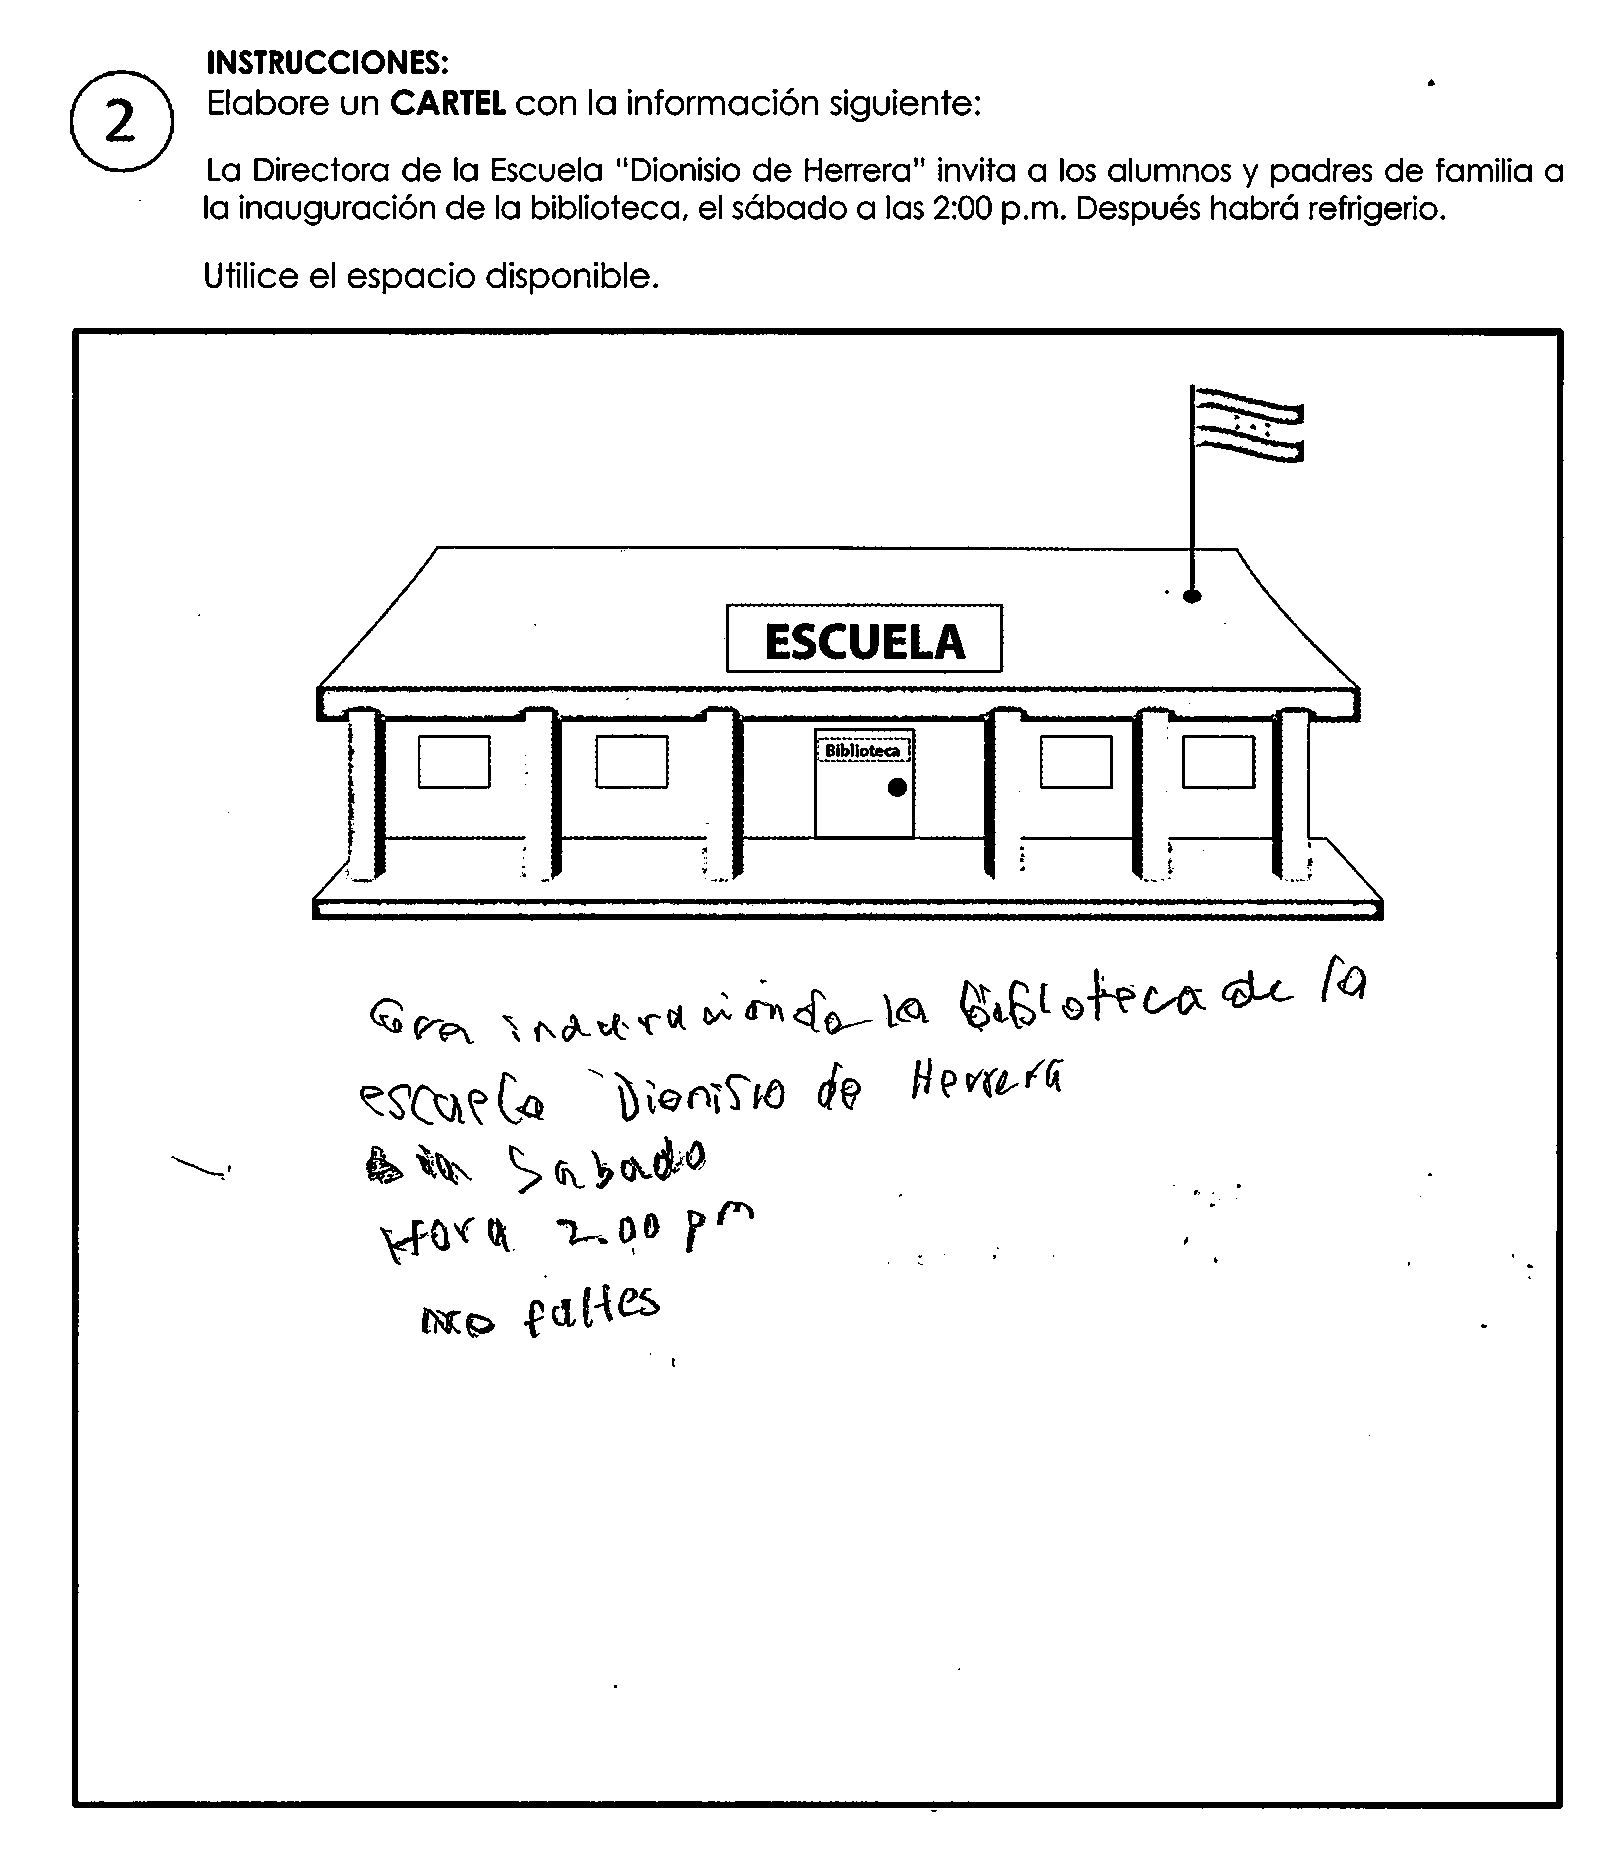 INSTRUCCIONES:
2
Elabore un CARTEL con la información siguiente:
La Directora de la Escuela "Dionisio de Herrera" invita a los alumnos y padres de familia a
la inauguración de la biblioteca, el sábado a las 2:00 p.m. Después habrá refrigerio.
Utilice el espacio disponible.
ESCUELA
Biblioteca
Gra de la Biblioteca de la
escuela Dionisio de Herrera
Sabado
Hora 2.00 pm
no faltes